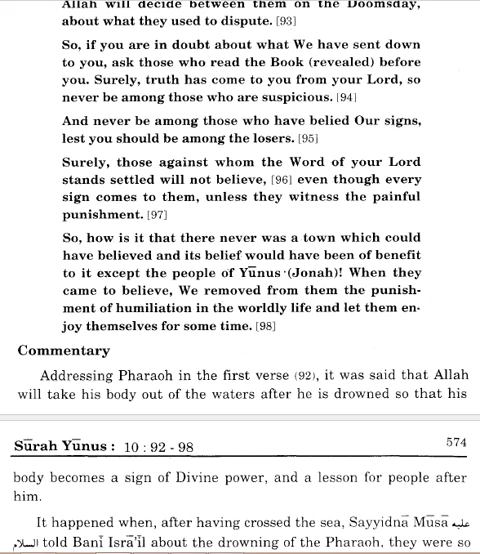 Allah will decide between them on the Doomsday,
about what they used to dispute. [93]
So, if you are in doubt about what We have sent down
to you, ask those who read the Book (revealed) before
you. Surely, truth has come to you from your Lord, so
never be among those who are suspicious. [94]
And never be among those who have belied Our signs,
lest you should be among the losers. [95]
Surely, those against whom the Word of your Lord
stands settled will not believe, [96] even though every
sign comes to them, unless they witness the painful
punishment. [97]
So, how is it that there never was a town which could
have believed and its belief would have been of benefit
to it except the people of Yūnus (Jonah)! When they
came to believe, We removed from them the punish-
ment of humiliation in the worldly life and let them en-
joy themselves for some time. [98]
Commentary
Addressing Pharaoh in the first verse (92), it was said that Allah
will take his body out of the waters after he is drowned so that his
Sūrah Yūnus : 10 : 92 - 98 574
body becomes a sign of Divine power, and a lesson for people after
him.
It happened when, after having crossed the sea, Sayyidnā Mūsā عليه
السلام told Banī Isrā'īl about the drowning of the Pharaoh, they were so